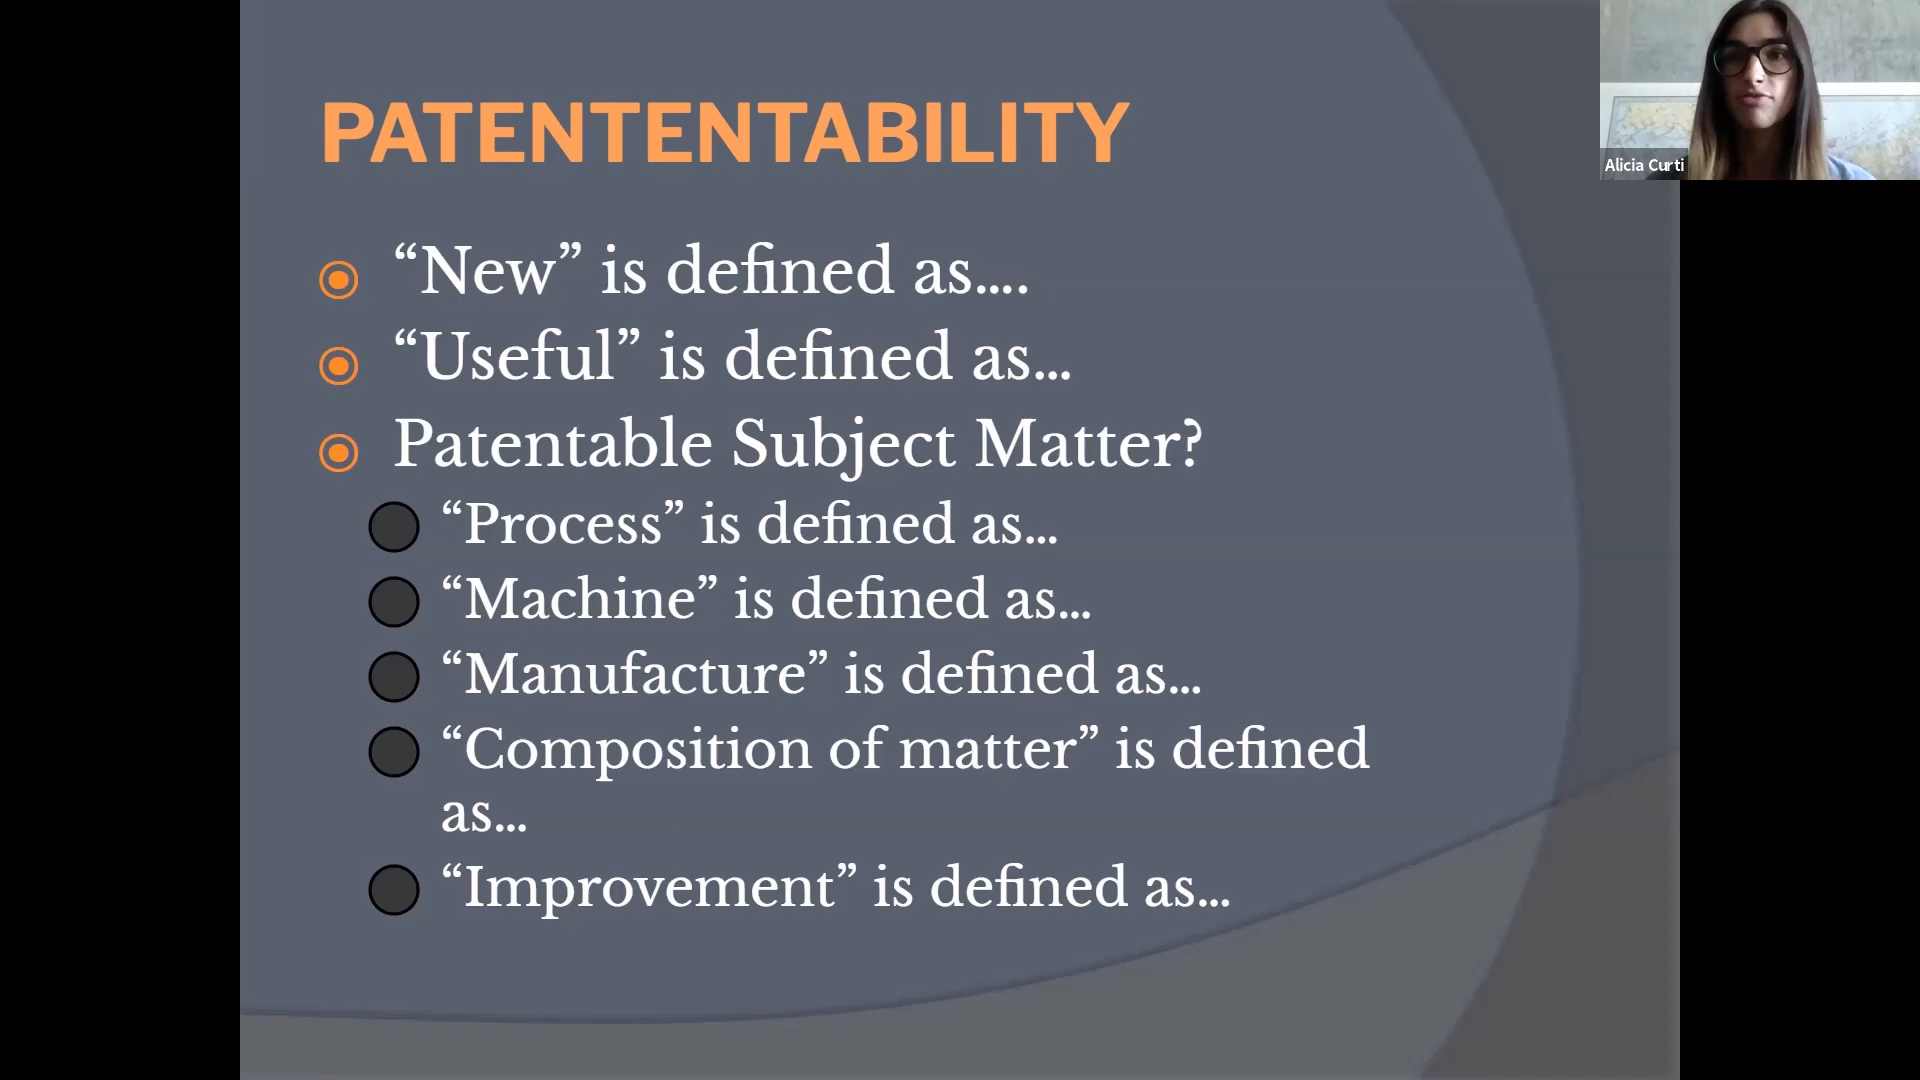 PATENTENTABILITY
“New” is defined as....
“Useful” is defined as...
Patentable Subject Matter?
“Process” is defined as...
“Machine” is defined as...
“Manufacture” is defined as...
“Composition of matter” is defined
as...
“Improvement” is defined as...
Alicia Curti